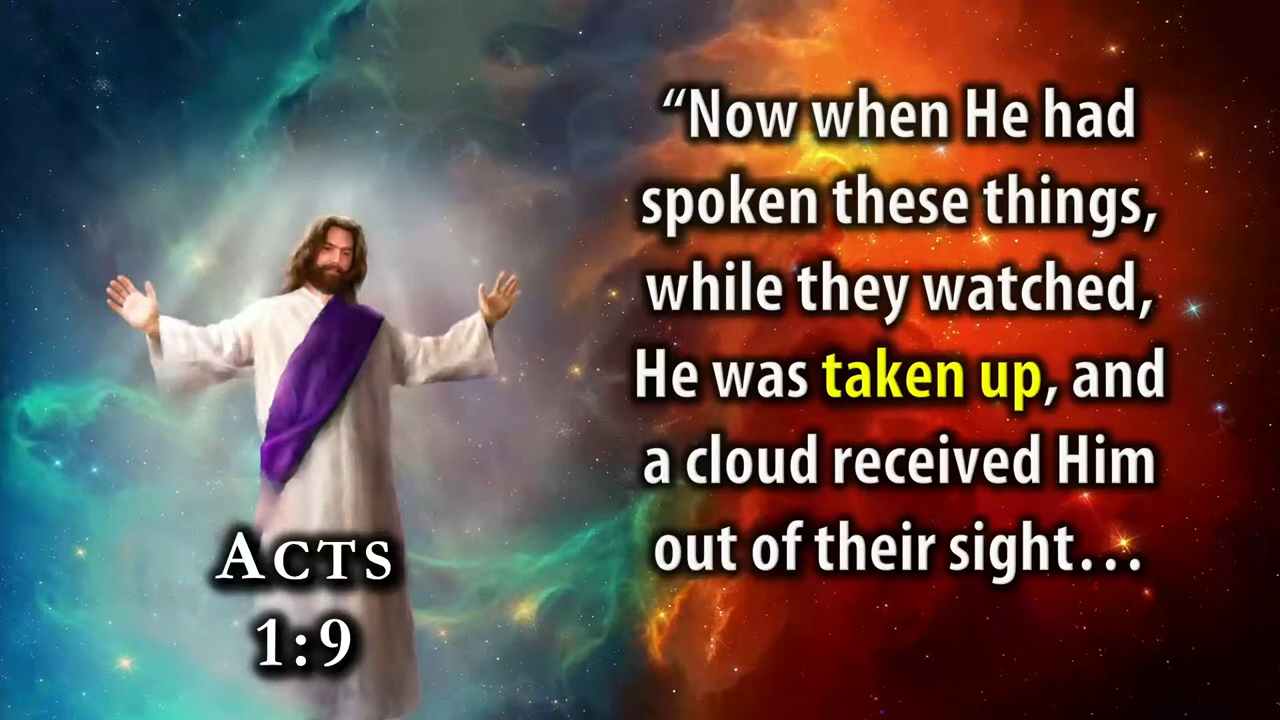 “Now when He had
spoken these things,
while they watched,
He was taken up, and
a cloud received Him
out of their sight...
Acts
1:9